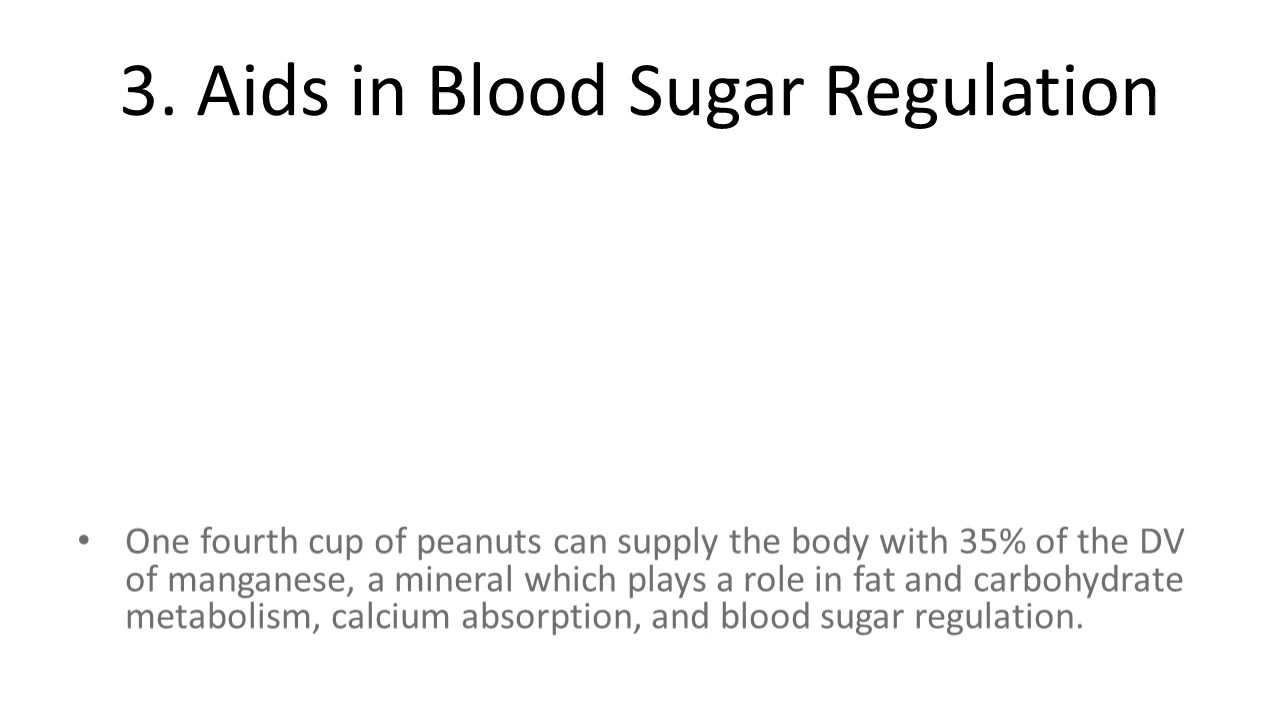 3. Aids in Blood Sugar Regulation
• One fourth cup of peanuts can supply the body with 35% of the DV
of manganese, a mineral which plays a role in fat and carbohydrate
metabolism, calcium absorption, and blood sugar regulation.